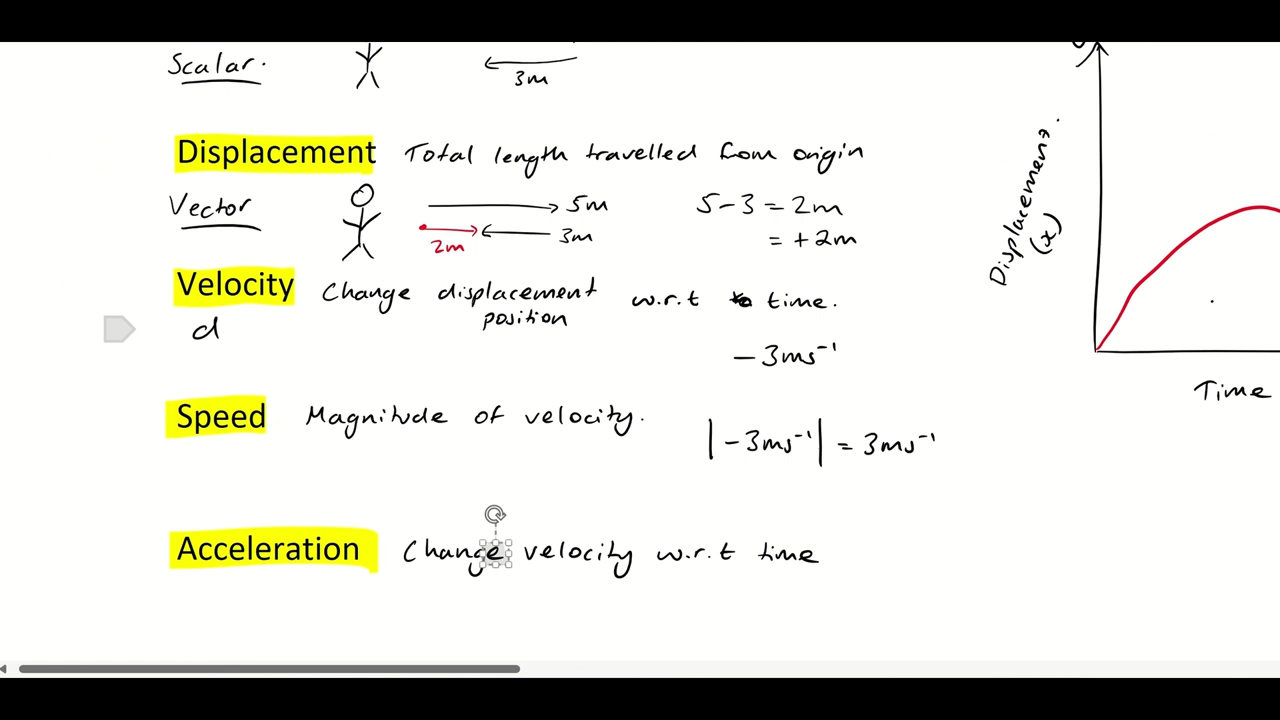 Scalar.
3m
Displacement Total length travelled from origin
Vector
5m
3m
2m
5 - 3 = 2m
= + 2m
Velocity Change displacement w.r.t time.
position
d
- 3ms⁻¹
Speed Magnitude of velocity.
|- 3ms⁻¹| = 3ms⁻¹
Acceleration Change velocity w.r.t time
Displacement.
(x)
Time